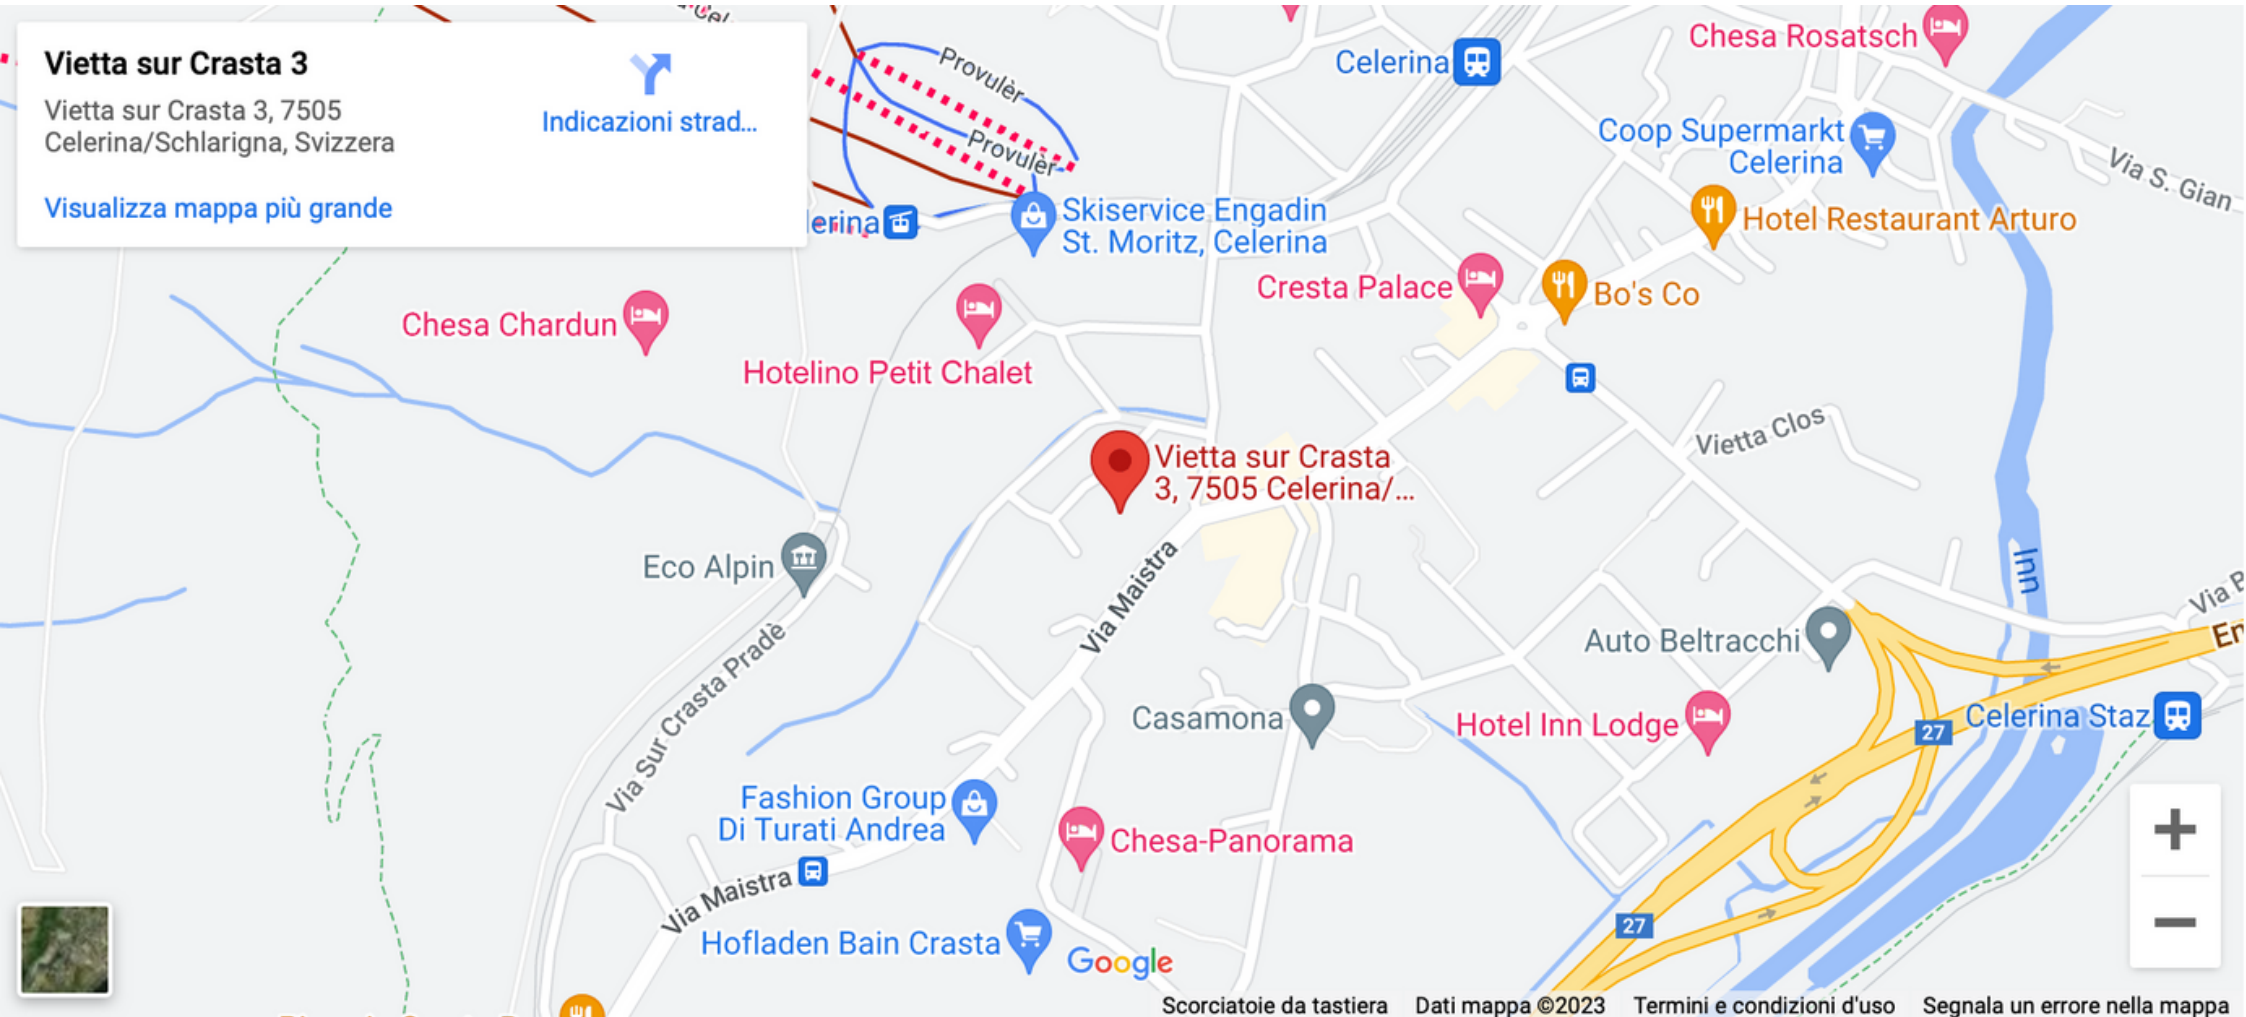 Vietta sur Crasta 3
Vietta sur Crasta 3, 7505
Celerina/Schlarigna, Svizzera
Visualizza mappa più grande
Indicazioni strad...
Provulèr
Provulèr
Celerina
Chesa Rosatsch
Coop Supermarkt
Celerina
Via S. Gian
lerina
Skiservice Engadin
St. Moritz, Celerina
Hotel Restaurant Arturo
Cresta Palace
Bo's Co
Chesa Chardun
Hotelino Petit Chalet
Vietta Clos
Vietta sur Crasta
3, 7505 Celerina/...
Eco Alpin
Via Maistra
Inn
Via Sur Crasta Pradè
Auto Beltracchi
Via
En
Casamona
Hotel Inn Lodge
27
Celerina Staz
Fashion Group
Di Turati Andrea
Chesa-Panorama
Via Maistra
27
Hofladen Bain Crasta
Google
Scorciatoie da tastiera
Dati mappa ©2023
Termini e condizioni d'uso
Segnala un errore nella mappa